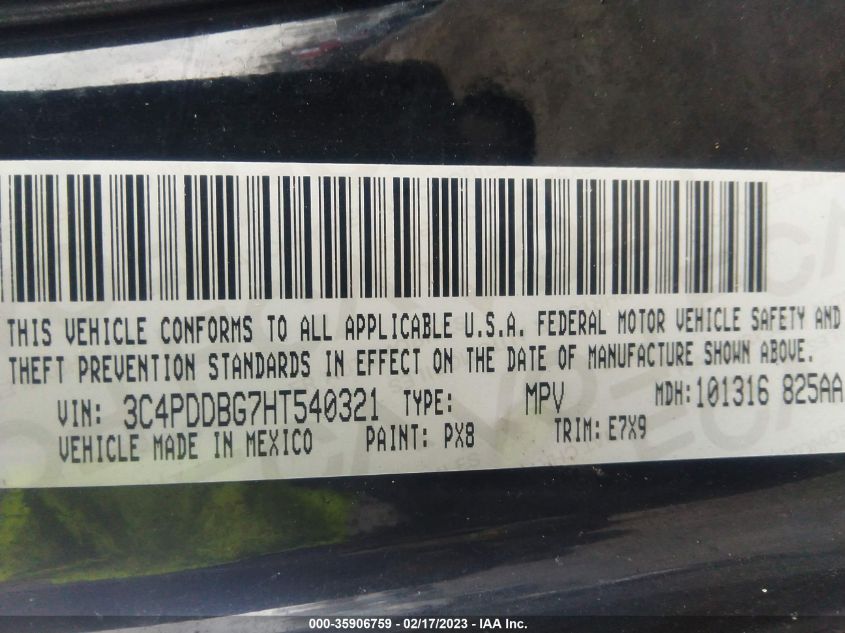 THIS VEHICLE CONFORMS TO ALL APPLICABLE U.S.A. FEDERAL MOTOR VEHICLE SAFETY AND
THEFT PREVENTION STANDARDS IN EFFECT ON THE DATE OF MANUFACTURE SHOWN ABOVE.
VIN: 3C4PDDBG7HT540321 TYPE: MPV MDH:101316 825AA
VEHICLE MADE IN MEXICO PAINT: PX8 TRIM: E7X9
000-35906759 - 02/17/2023 - IAA Inc.